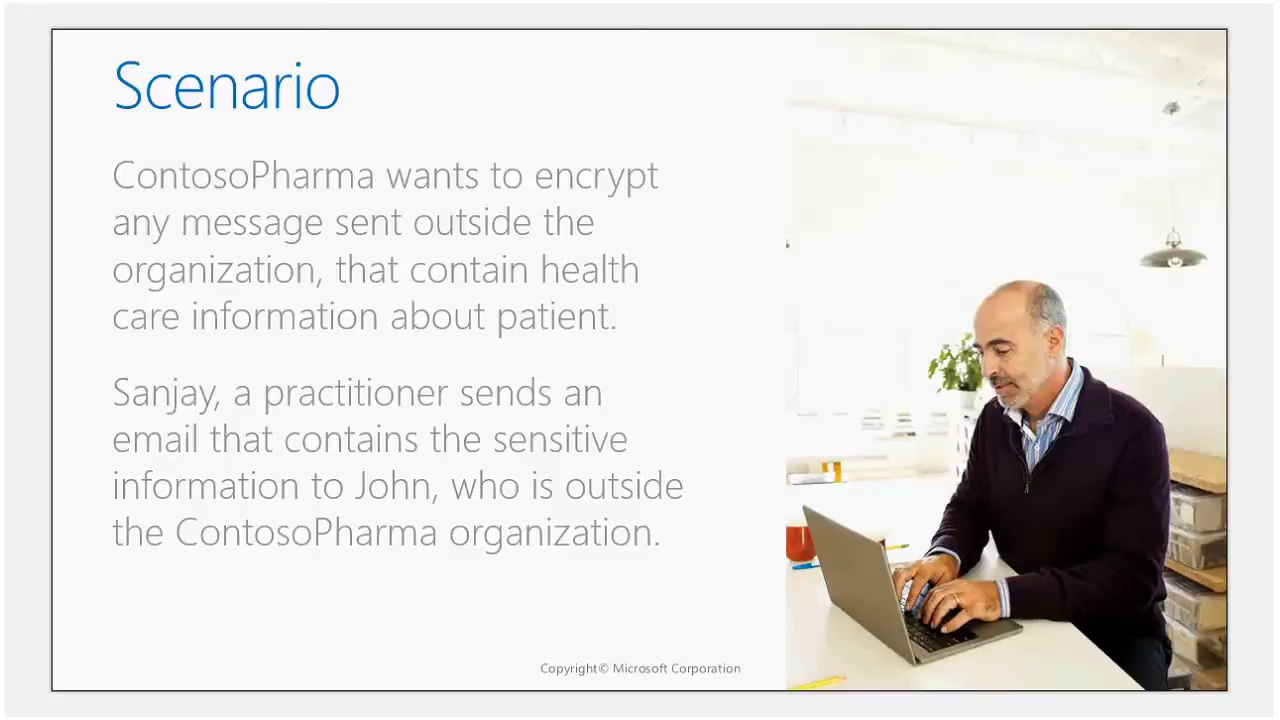 Scenario
ContosoPharma wants to encrypt
any message sent outside the
organization, that contain health
care information about patient.
Sanjay, a practitioner sends an
email that contains the sensitive
information to John, who is outside
the ContosoPharma organization.
Copyright© Microsoft Corporation